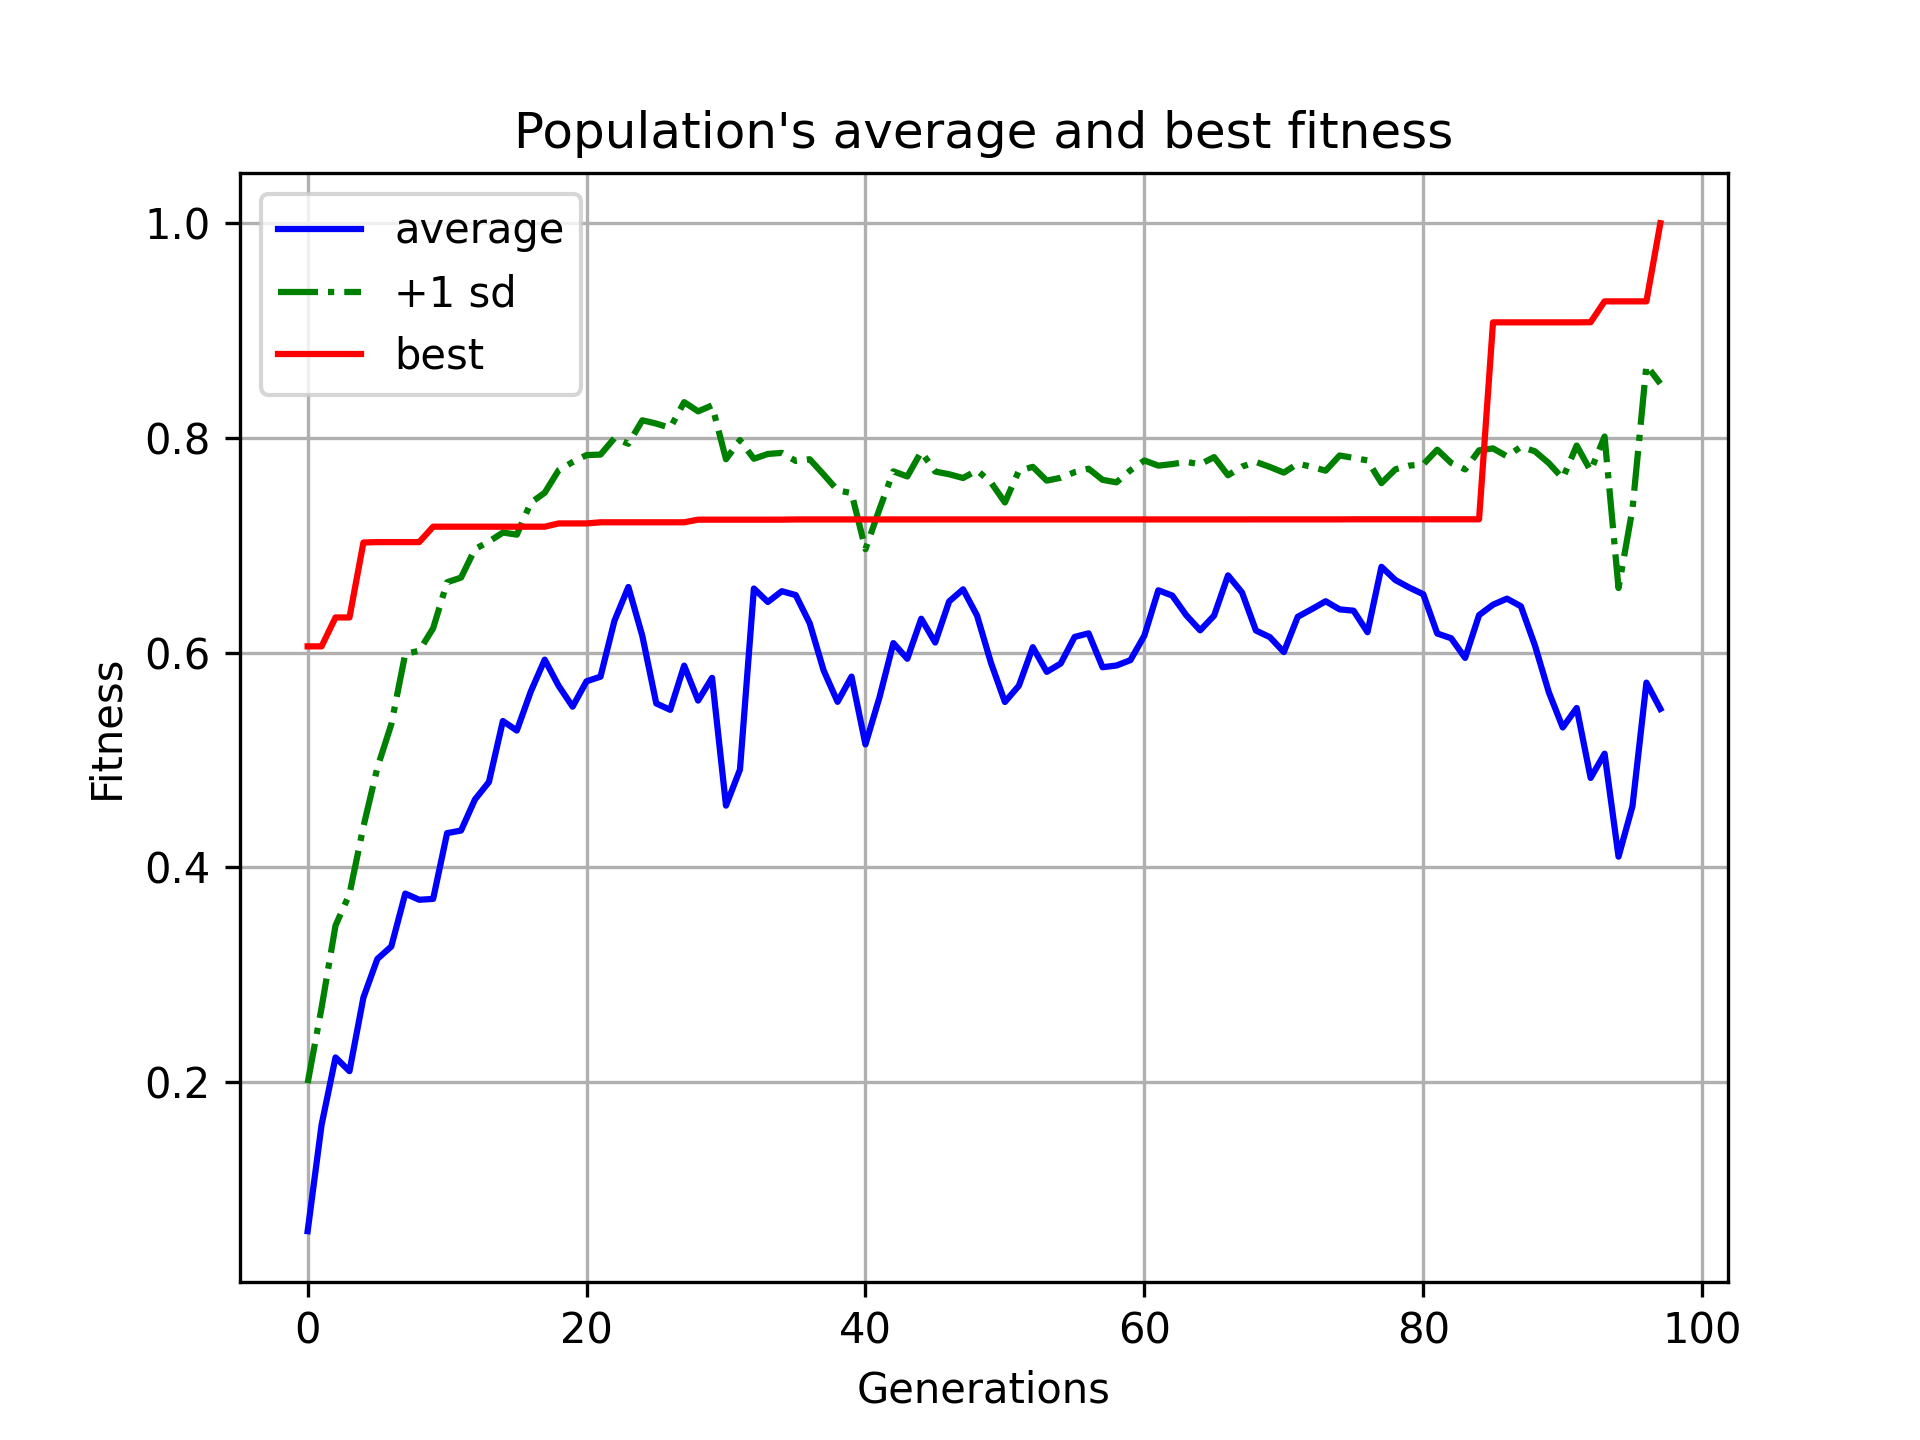 Population's average and best fitness
average
+1 sd
best
1.0
0.8
0.6
0.4
0.2
Fitness
0 20 40 60 80 100
Generations